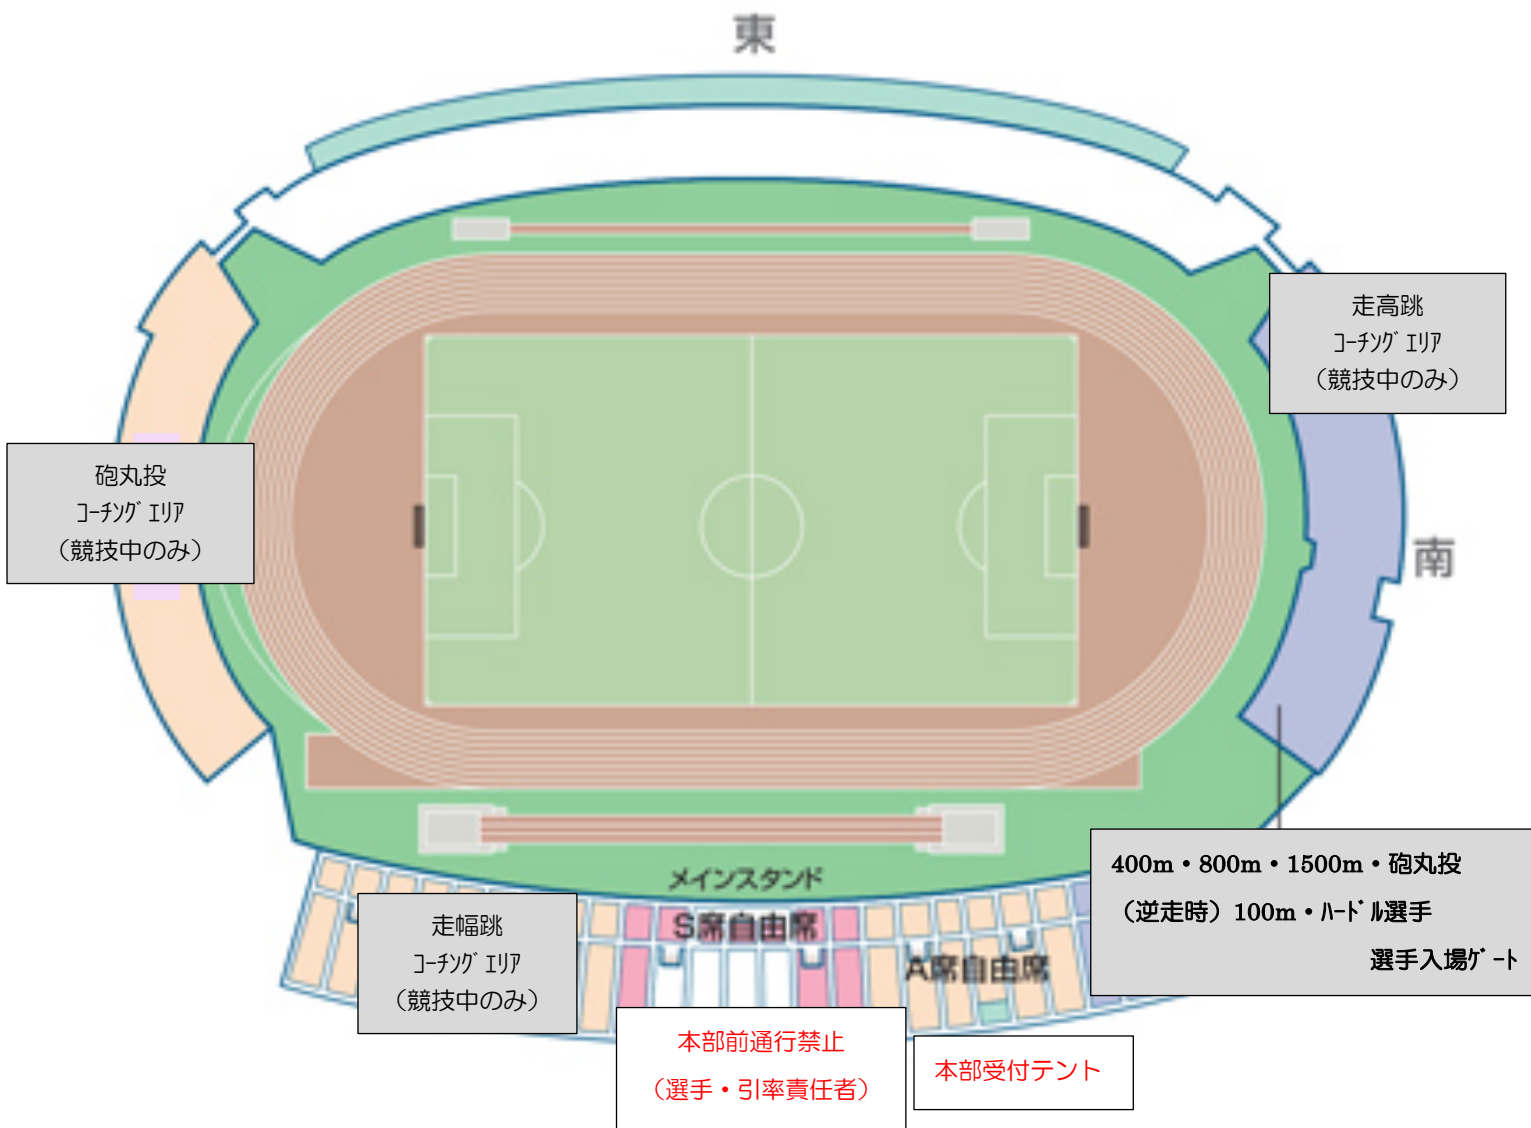 東
走高跳
ｺｰﾁﾝｸﾞｴﾘｱ
（競技中のみ）
砲丸投
ｺｰﾁﾝｸﾞｴﾘｱ
（競技中のみ）
南
メインスタンド
S席自由席
A席自由席
400m・800m・1500m・砲丸投
（逆走時）100m・ﾊｰﾄﾞﾙ選手
選手入場ｹﾞｰﾄ
走幅跳
ｺｰﾁﾝｸﾞｴﾘｱ
（競技中のみ）
本部前通行禁止
（選手・引率責任者）
本部受付テント